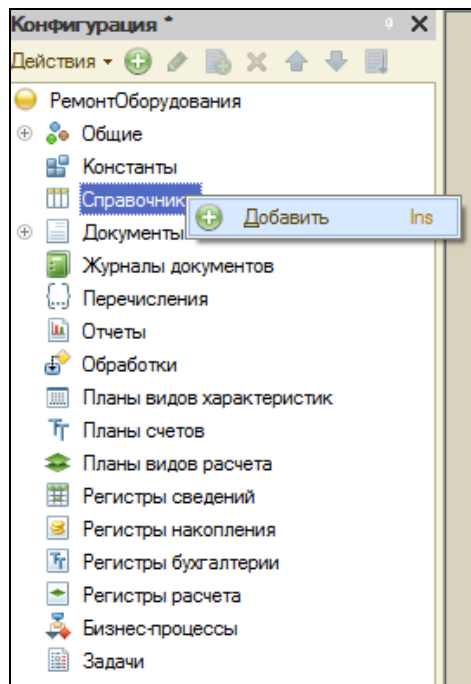 Конфигурация *
Действия
РемонтОборудования
Общие
Константы
Справочник
Добавить Ins
Документы
Журналы документов
Перечисления
Отчеты
Обработки
Планы видов характеристик
Планы счетов
Планы видов расчета
Регистры сведений
Регистры накопления
Регистры бухгалтерии
Регистры расчета
Бизнес-процессы
Задачи